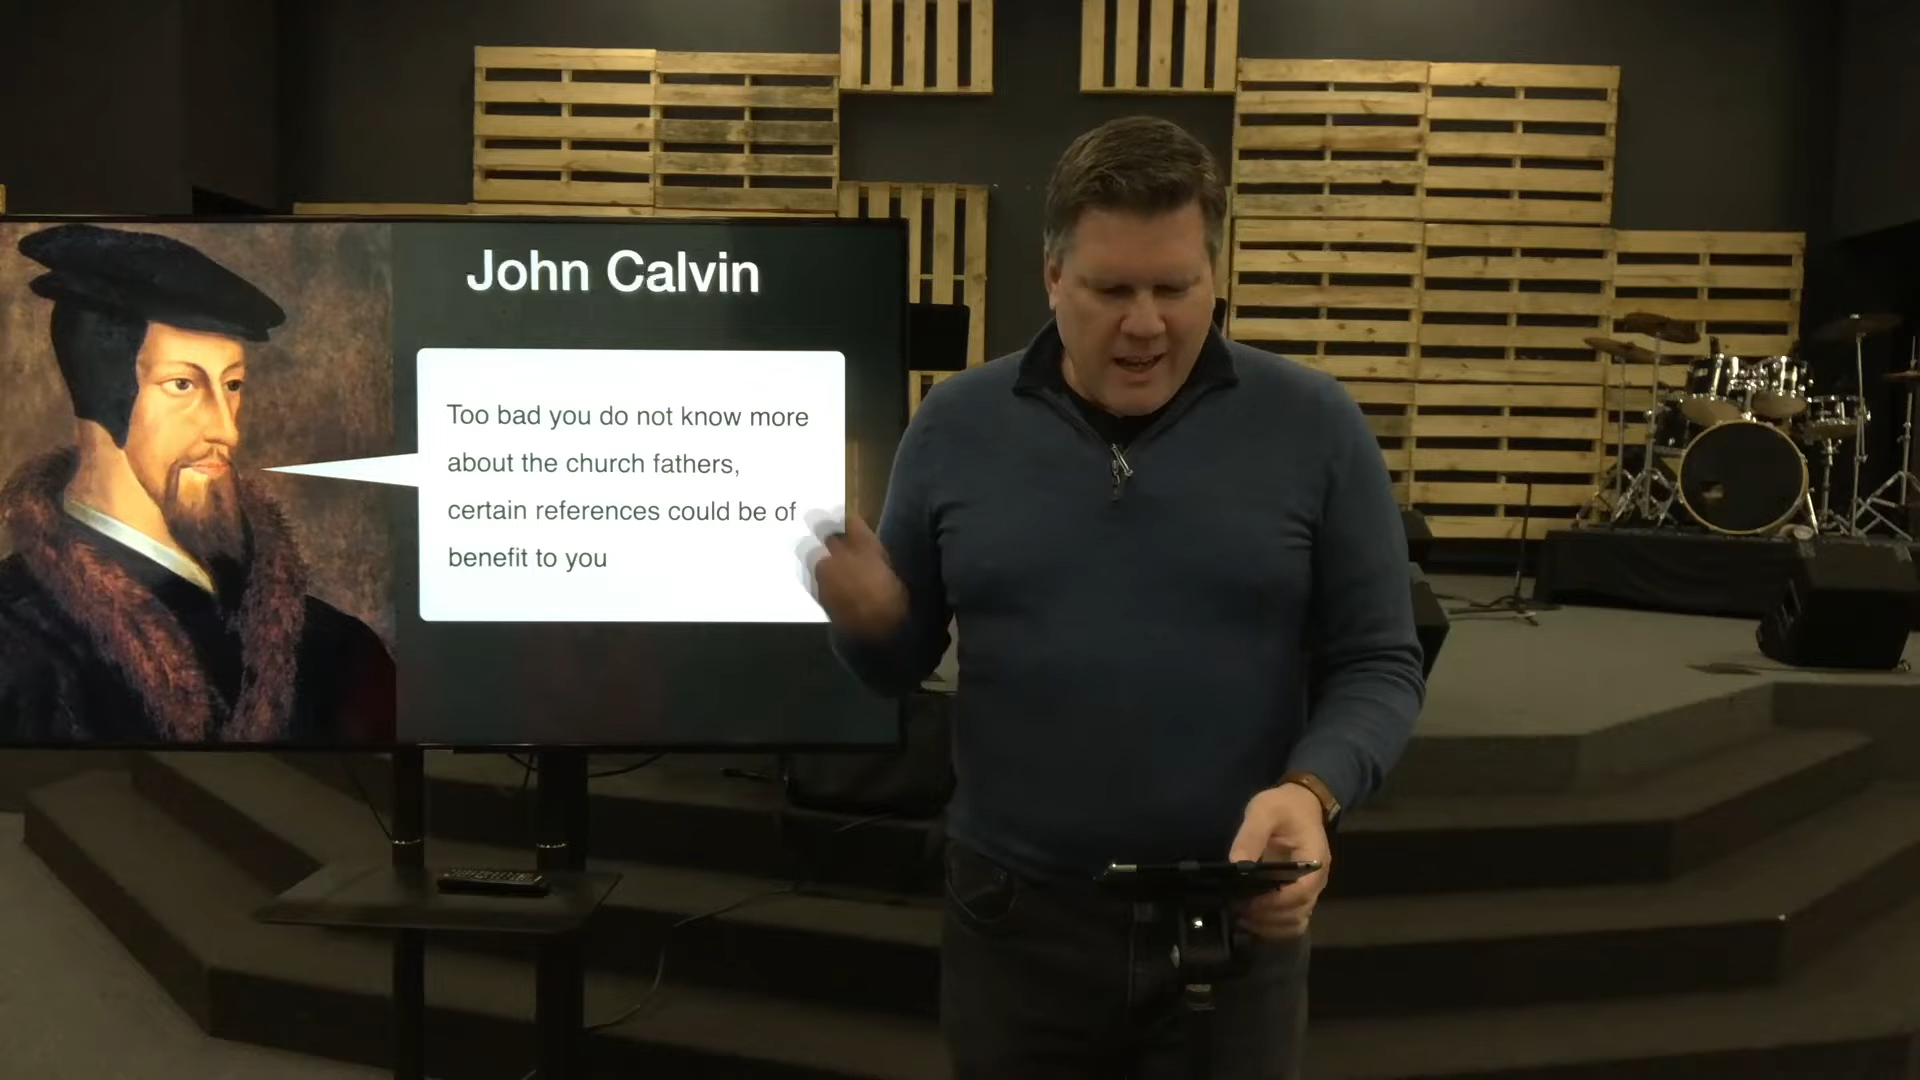 John Calvin
Too bad you do not know more
about the church fathers,
certain references could be of
benefit to you